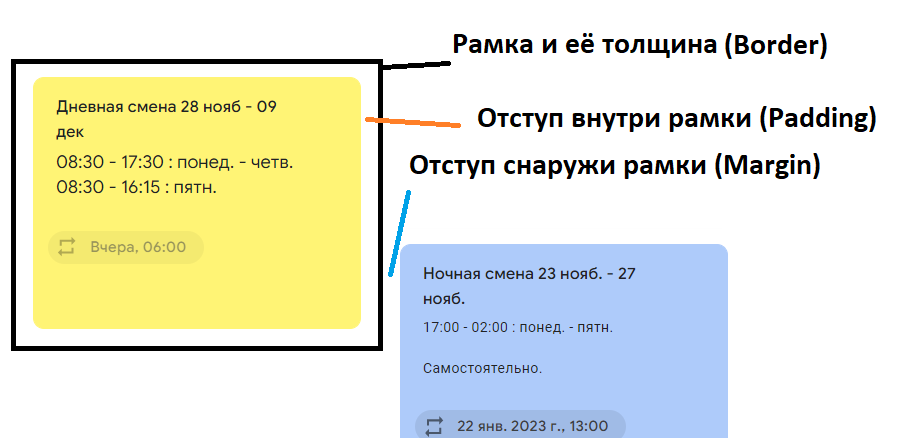 Рамка и её толщина (Border)
Дневная смена 28 нояб - 09
дек
08:30 - 17:30 : понед. - четв.
08:30 - 16:15 : пятн.
Вчера, 06:00
Отступ внутри рамки (Padding)
Отступ снаружи рамки (Margin)
Ночная смена 23 нояб. - 27
нояб.
17:00 - 02:00 : понед. - пятн.
Самостоятельно.
22 янв. 2023 г., 13:00